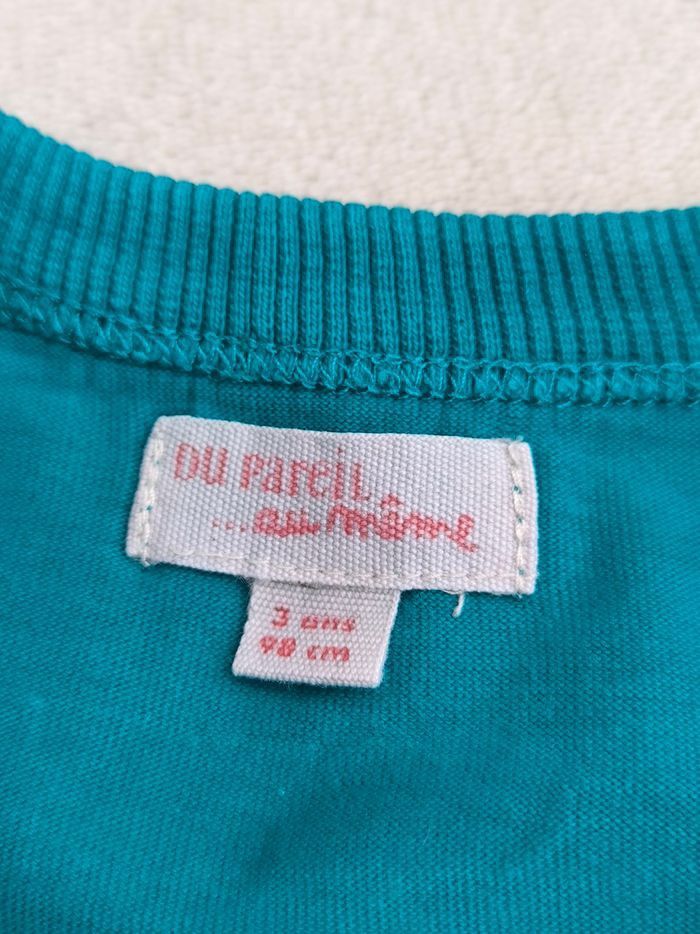 DU PAREIL
...au même
3 ans
98 cm